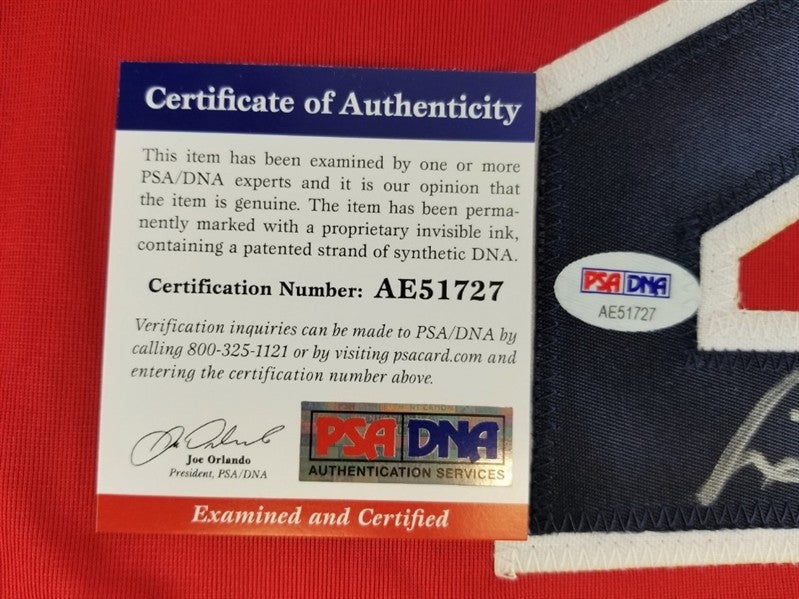 Certificate of Authenticity
This item has been examined by one or more
PSA/DNA experts and it is our opinion that
the item is genuine. The item has been perma-
nently marked with a proprietary invisible ink,
containing a patented strand of synthetic DNA.
Certification Number: AE51727
Verification inquiries can be made to PSA/DNA by
calling 800-325-1121 or by visiting psacard.com and
entering the certification number above.
Joe Orlando
President, PSA/DNA
PSA DNA
AUTHENTICATION SERVICES
Examined and Certified
PSA DNA
AE51727